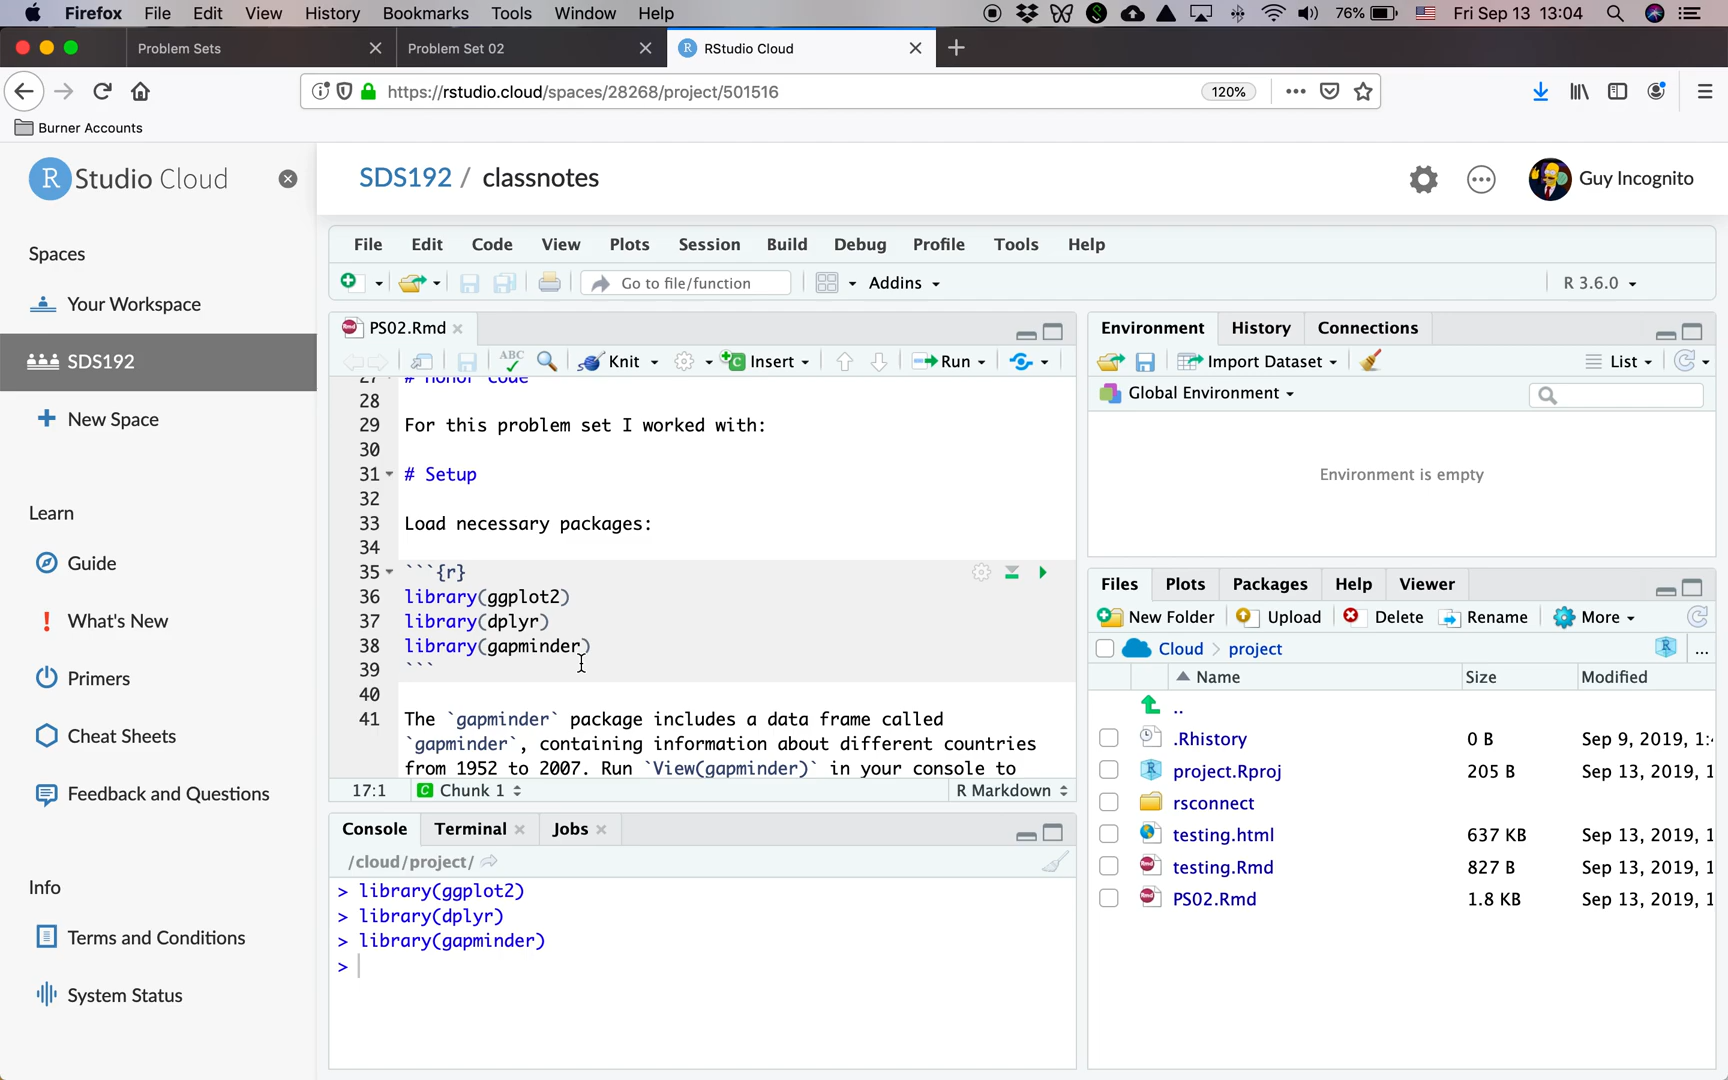 Firefox File Edit View History Bookmarks Tools Window Help 76% Fri Sep 13 13:04
Problem Sets Problem Set 02 R RStudio Cloud
https://rstudio.cloud/spaces/28268/project/501516 120%
Burner Accounts
R Studio Cloud
SDS192 / classnotes
Guy Incognito
Spaces
Your Workspace
SDS192
New Space
Learn
Guide
What's New
Primers
Cheat Sheets
Feedback and Questions
Info
Terms and Conditions
System Status
File Edit Code View Plots Session Build Debug Profile Tools Help
Go to file/function Addins R 3.6.0
PS02.Rmd
ABC Knit Insert Run
27 # Honor Code
28
29 For this problem set I worked with:
30
31 # Setup
32
33 Load necessary packages:
34
35 ```{r}
36 library(ggplot2)
37 library(dplyr)
38 library(gapminder)
39 ```
40
41 The `gapminder` package includes a data frame called
`gapminder`, containing information about different countries
from 1952 to 2007. Run `View(gapminder)` in your console to
17:1 C Chunk 1 R Markdown
Console Terminal Jobs
/cloud/project/
> library(ggplot2)
> library(dplyr)
> library(gapminder)
>
Environment History Connections
Import Dataset List
Global Environment
Environment is empty
Files Plots Packages Help Viewer
New Folder Upload Delete Rename More
Cloud > project R ...
Name Size Modified
..
.Rhistory 0 B Sep 9, 2019, 1:
project.Rproj 205 B Sep 13, 2019, 1
rsconnect
testing.html 637 KB Sep 13, 2019, 1
testing.Rmd 827 B Sep 13, 2019, 1
PS02.Rmd 1.8 KB Sep 13, 2019, 1